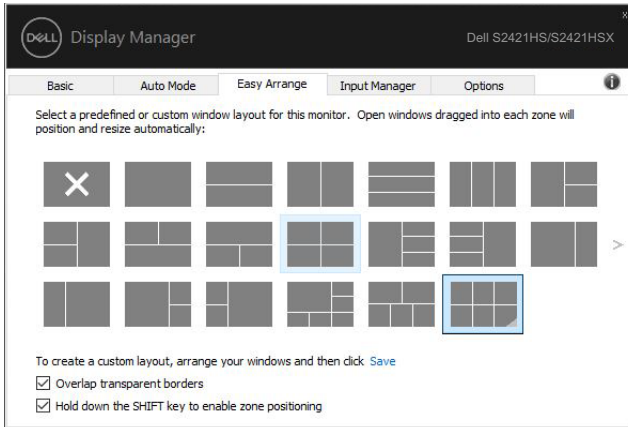 x
DELL Display Manager Dell S2421HS/S2421HSX
Basic Auto Mode Easy Arrange Input Manager Options i
Select a predefined or custom window layout for this monitor. Open windows dragged into each zone will
position and resize automatically:
>
To create a custom layout, arrange your windows and then click Save
Overlap transparent borders
Hold down the SHIFT key to enable zone positioning